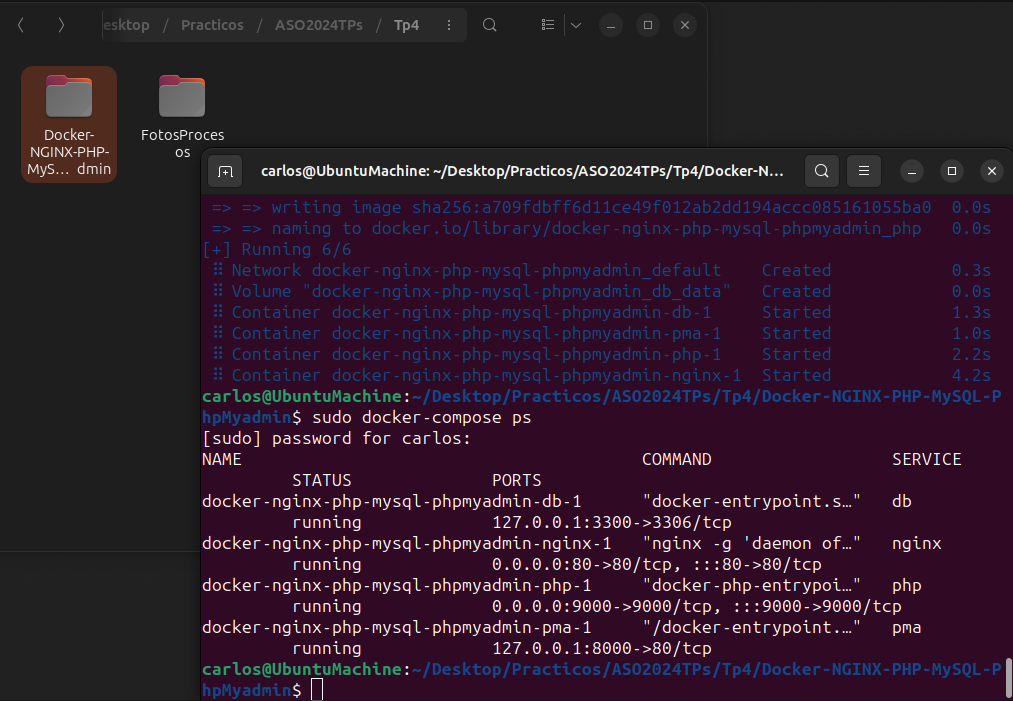 esktop / Practicos / ASO2024TPs / Tp4
Docker-
NGINX-PHP-
MyS… dmin
FotosProces
os
carlos@UbuntuMachine: ~/Desktop/Practicos/ASO2024TPs/Tp4/Docker-N…
=> => writing image sha256:a709fdbff6d11ce49f012ab2dd194accc085161055ba0 0.0s
=> => naming to docker.io/library/docker-nginx-php-mysql-phpmyadmin_php 0.0s
[+] Running 6/6
⠿ Network docker-nginx-php-mysql-phpmyadmin_default Created 0.3s
⠿ Volume "docker-nginx-php-mysql-phpmyadmin_db_data" Created 0.0s
⠿ Container docker-nginx-php-mysql-phpmyadmin-db-1 Started 1.3s
⠿ Container docker-nginx-php-mysql-phpmyadmin-pma-1 Started 1.0s
⠿ Container docker-nginx-php-mysql-phpmyadmin-php-1 Started 2.2s
⠿ Container docker-nginx-php-mysql-phpmyadmin-nginx-1 Started 4.2s
carlos@UbuntuMachine:~/Desktop/Practicos/ASO2024TPs/Tp4/Docker-NGINX-PHP-MySQL-P
hpMyadmin$ sudo docker-compose ps
[sudo] password for carlos:
NAME COMMAND SERVICE
STATUS PORTS
docker-nginx-php-mysql-phpmyadmin-db-1 "docker-entrypoint.s…" db
running 127.0.0.1:3300->3306/tcp
docker-nginx-php-mysql-phpmyadmin-nginx-1 "nginx -g 'daemon of…" nginx
running 0.0.0.0:80->80/tcp, :::80->80/tcp
docker-nginx-php-mysql-phpmyadmin-php-1 "docker-php-entrypoi…" php
running 0.0.0.0:9000->9000/tcp, :::9000->9000/tcp
docker-nginx-php-mysql-phpmyadmin-pma-1 "/docker-entrypoint.…" pma
running 127.0.0.1:8000->80/tcp
carlos@UbuntuMachine:~/Desktop/Practicos/ASO2024TPs/Tp4/Docker-NGINX-PHP-MySQL-P
hpMyadmin$